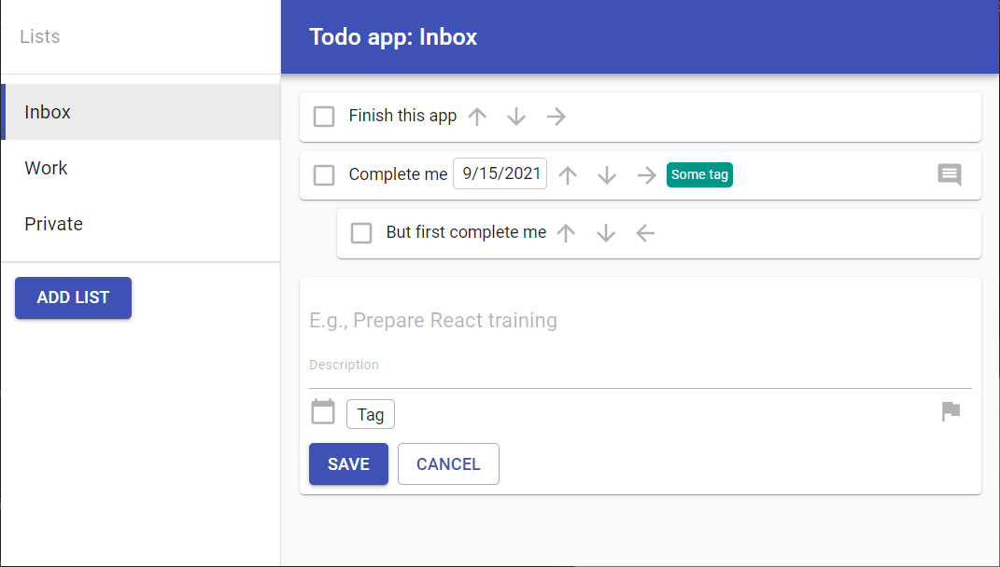 Lists
Todo app: Inbox
Inbox
Work
Private
ADD LIST
Finish this app
Complete me 9/15/2021 Some tag
But first complete me
E.g., Prepare React training
Description
Tag
SAVE CANCEL